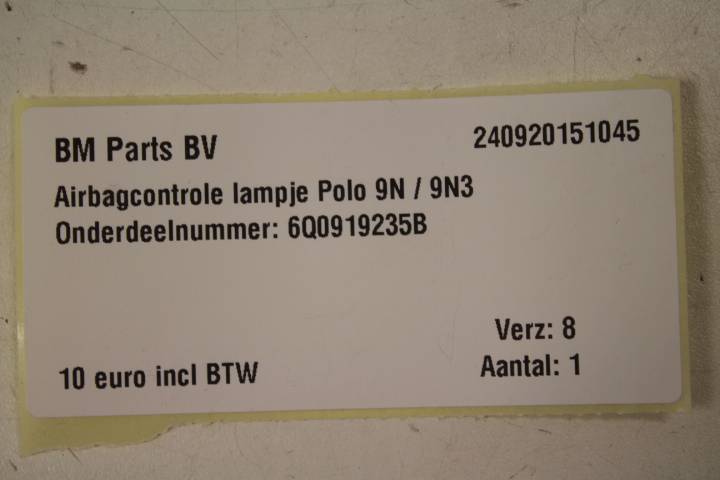 BM Parts BV 240920151045
Airbagcontrole lampje Polo 9N / 9N3
Onderdeelnummer: 6Q0919235B
Verz: 8
10 euro incl BTW Aantal: 1